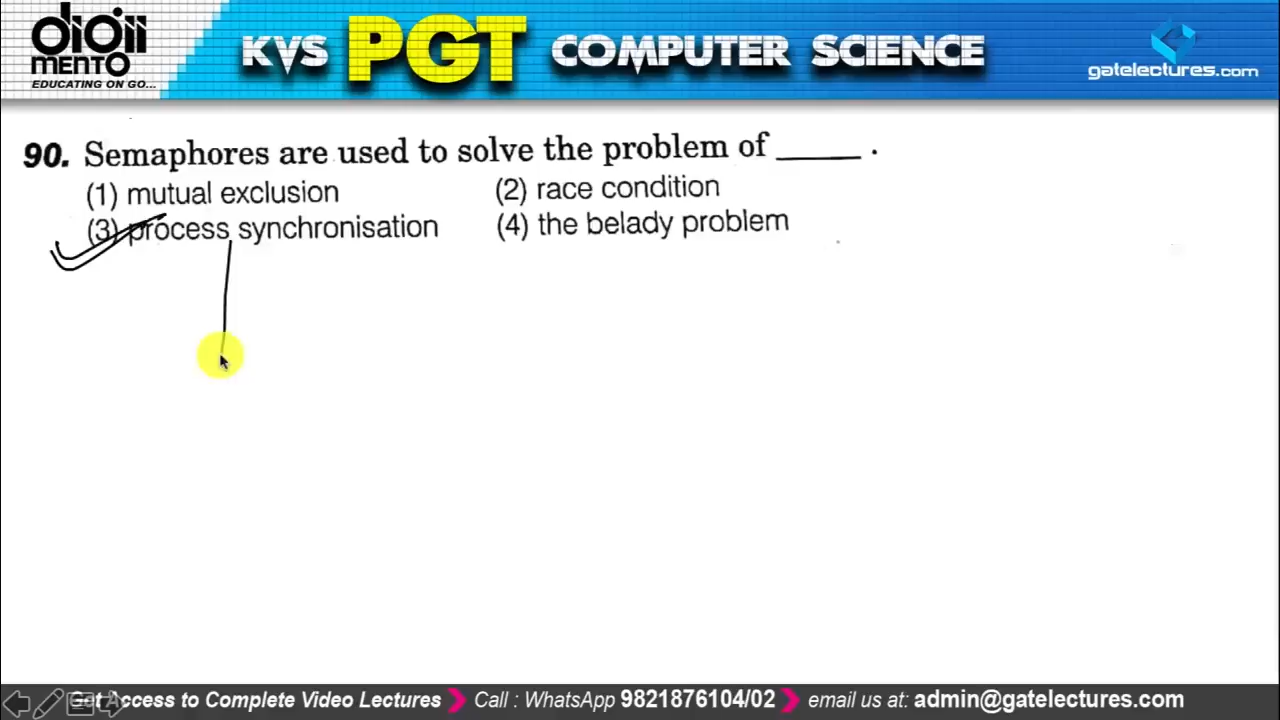 digii
MENTO
EDUCATING ON GO...
KVS PGT COMPUTER SCIENCE
gatelectures.com
90. Semaphores are used to solve the problem of _____ .
(1) mutual exclusion (2) race condition
(3) process synchronisation (4) the belady problem
Get Access to Complete Video Lectures Call : WhatsApp 9821876104/02 email us at: admin@gatelectures.com